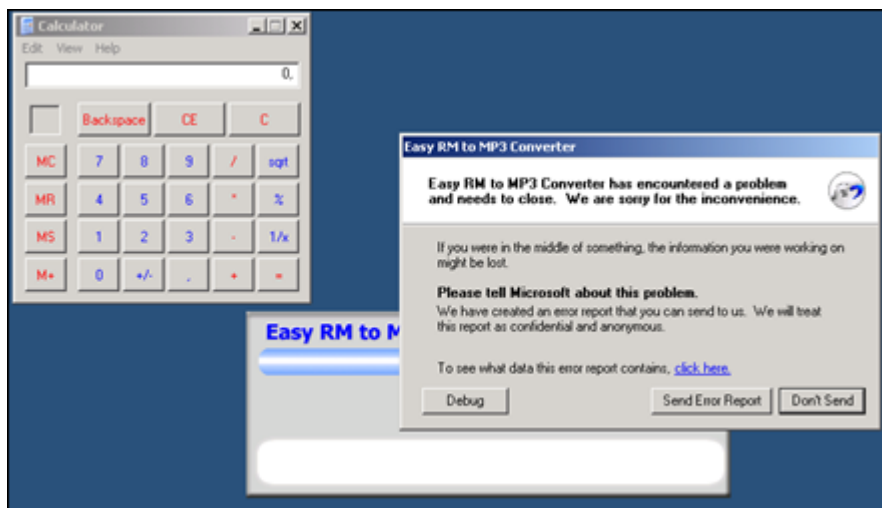 Calculator
Edit View Help
0,
Backspace CE C
MC 7 8 9 / sqrt
MR 4 5 6 * %
MS 1 2 3 - 1/x
M+ 0 +/- , + =
Easy RM to MP3 Converter
Easy RM to MP3 Converter has encountered a problem
and needs to close. We are sorry for the inconvenience.
If you were in the middle of something, the information you were working on
might be lost.
Please tell Microsoft about this problem.
We have created an error report that you can send to us. We will treat
this report as confidential and anonymous.
To see what data this error report contains, click here.
Debug Send Error Report Don't Send
Easy RM to M